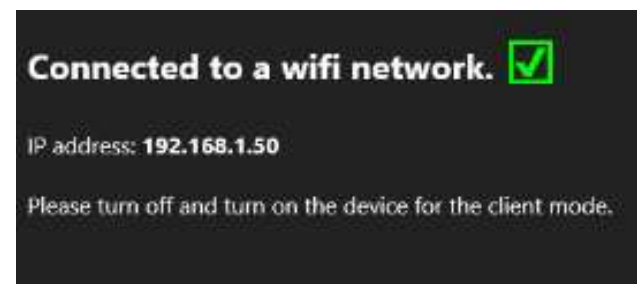 Connected to a wifi network. ☑
IP address: 192.168.1.50
Please turn off and turn on the device for the client mode.